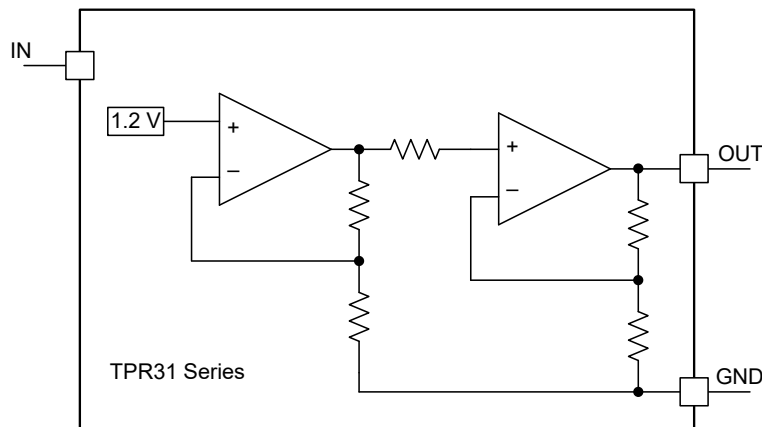 IN
1.2 V
+
−
+
−
OUT
TPR31 Series
GND